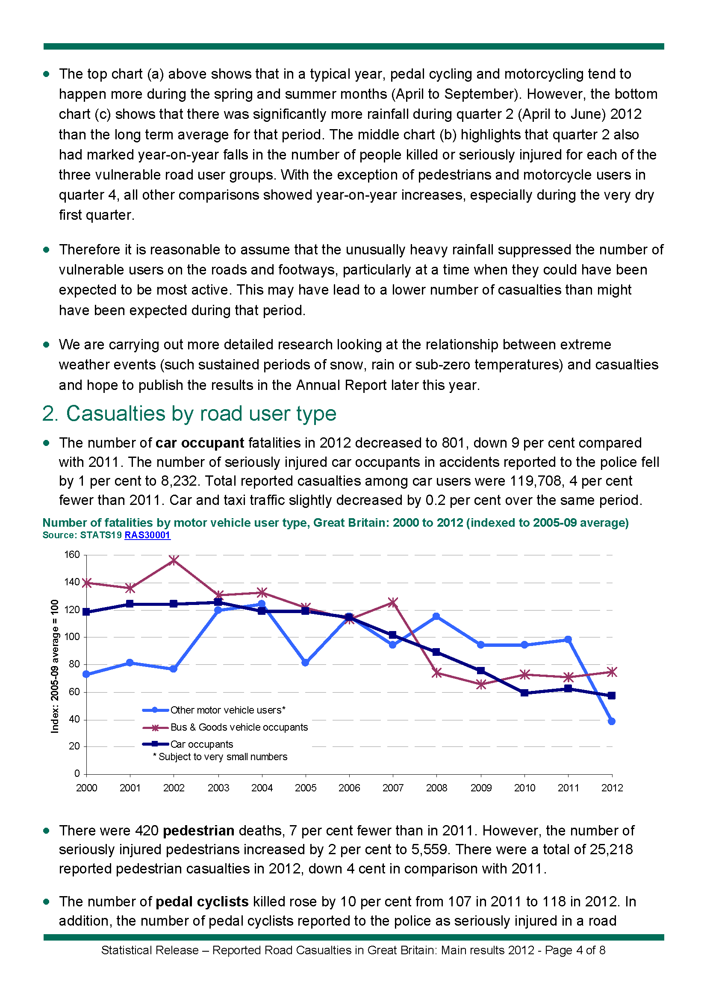 • The top chart (a) above shows that in a typical year, pedal cycling and motorcycling tend to
happen more during the spring and summer months (April to September). However, the bottom
chart (c) shows that there was significantly more rainfall during quarter 2 (April to June) 2012
than the long term average for that period. The middle chart (b) highlights that quarter 2 also
had marked year-on-year falls in the number of people killed or seriously injured for each of the
three vulnerable road user groups. With the exception of pedestrians and motorcycle users in
quarter 4, all other comparisons showed year-on-year increases, especially during the very dry
first quarter.
• Therefore it is reasonable to assume that the unusually heavy rainfall suppressed the number of
vulnerable users on the roads and footways, particularly at a time when they could have been
expected to be most active. This may have lead to a lower number of casualties than might
have been expected during that period.
• We are carrying out more detailed research looking at the relationship between extreme
weather events (such sustained periods of snow, rain or sub-zero temperatures) and casualties
and hope to publish the results in the Annual Report later this year.
2. Casualties by road user type
• The number of car occupant fatalities in 2012 decreased to 801, down 9 per cent compared
with 2011. The number of seriously injured car occupants in accidents reported to the police fell
by 1 per cent to 8,232. Total reported casualties among car users were 119,708, 4 per cent
fewer than 2011. Car and taxi traffic slightly decreased by 0.2 per cent over the same period.
Number of fatalities by motor vehicle user type, Great Britain: 2000 to 2012 (indexed to 2005-09 average)
Source: STATS19 RAS30001
Index: 2005-09 average = 100
160
140
120
100
80
60
40
20
0
Other motor vehicle users*
Bus & Goods vehicle occupants
Car occupants
* Subject to very small numbers
2000 2001 2002 2003 2004 2005 2006 2007 2008 2009 2010 2011 2012
• There were 420 pedestrian deaths, 7 per cent fewer than in 2011. However, the number of
seriously injured pedestrians increased by 2 per cent to 5,559. There were a total of 25,218
reported pedestrian casualties in 2012, down 4 cent in comparison with 2011.
• The number of pedal cyclists killed rose by 10 per cent from 107 in 2011 to 118 in 2012. In
addition, the number of pedal cyclists reported to the police as seriously injured in a road
Statistical Release – Reported Road Casualties in Great Britain: Main results 2012 - Page 4 of 8